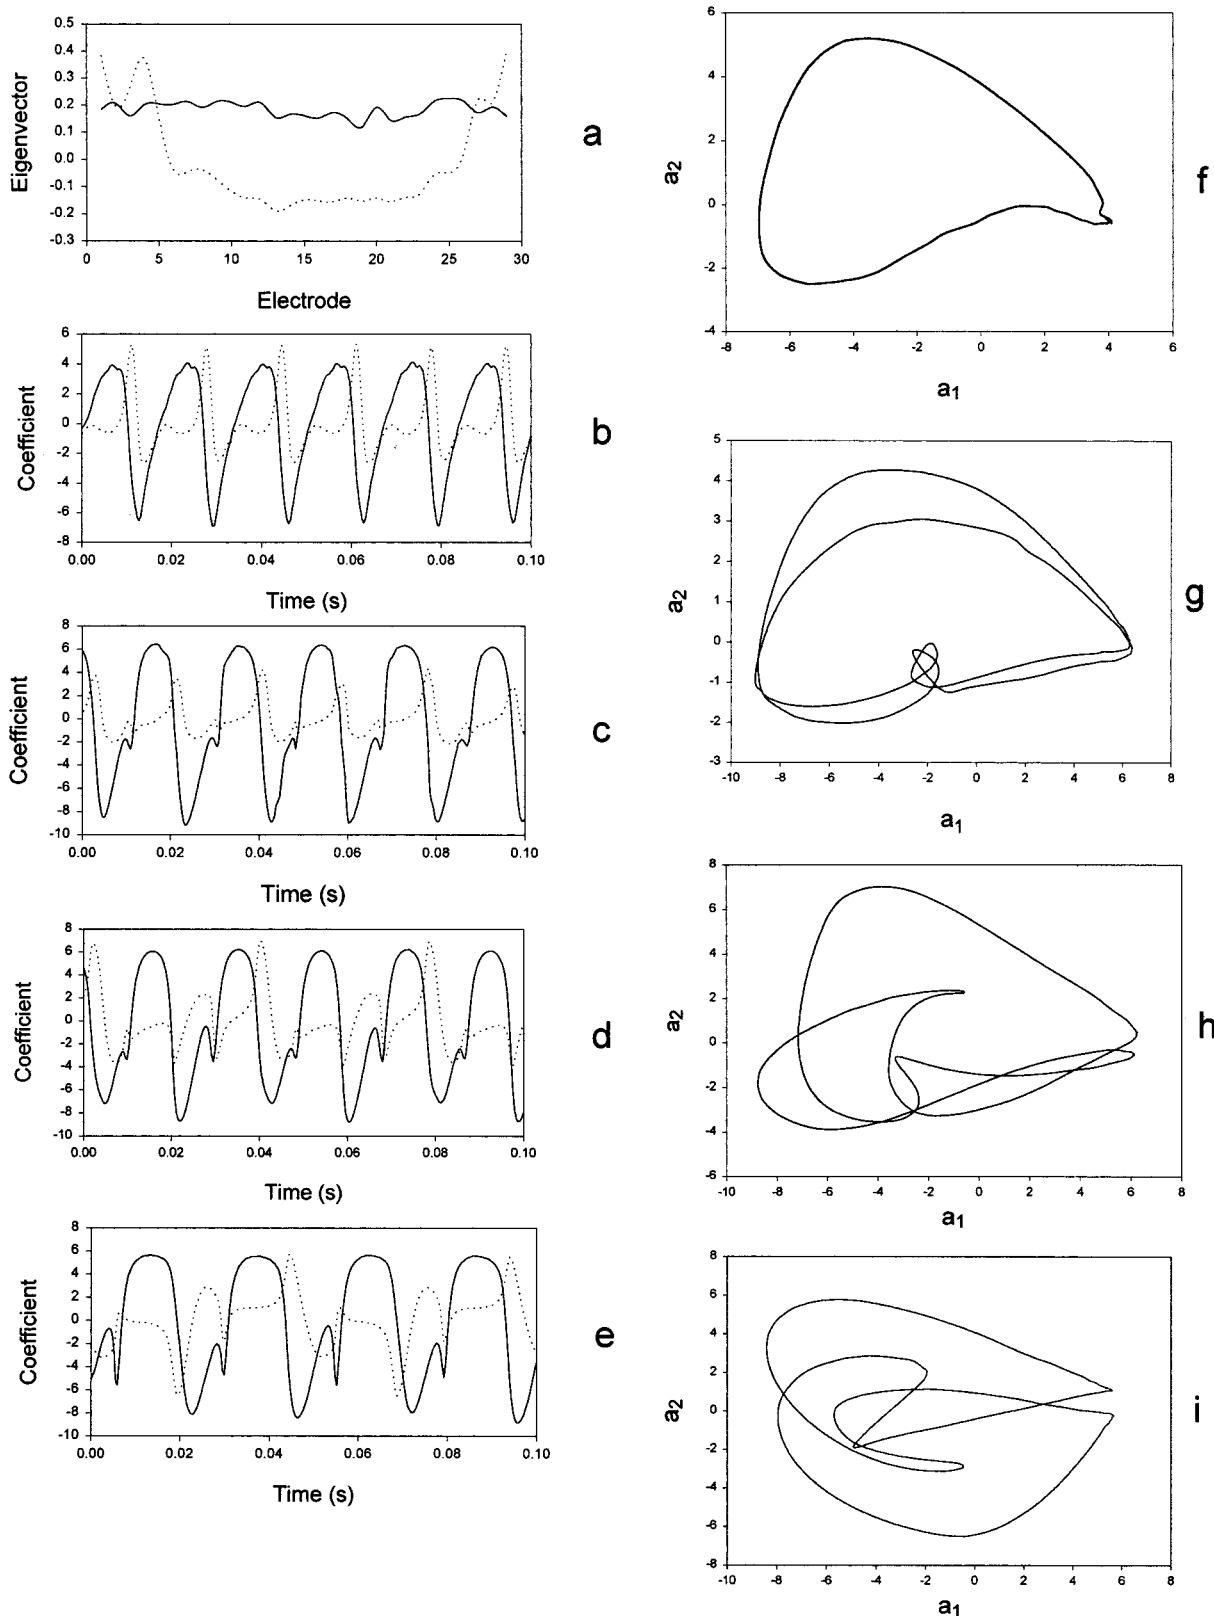 0.5
0.4
0.3
0.2
0.1
0.0
-0.1
-0.2
-0.3
Eigenvector
0 5 10 15 20 25 30
Electrode
a
6
4
2
0
-2
-4
-6
-8
Coefficient
0.00 0.02 0.04 0.06 0.08 0.10
Time (s)
b
8
6
4
2
0
-2
-4
-6
-8
-10
Coefficient
0.00 0.02 0.04 0.06 0.08 0.10
Time (s)
c
8
6
4
2
0
-2
-4
-6
-8
-10
Coefficient
0.00 0.02 0.04 0.06 0.08 0.10
Time (s)
d
8
6
4
2
0
-2
-4
-6
-8
-10
Coefficient
0.00 0.02 0.04 0.06 0.08 0.10
Time (s)
e
6
4
2
0
-2
-4
a2
-8 -6 -4 -2 0 2 4 6
a1
f
5
4
3
2
1
0
-1
-2
-3
a2
-10 -8 -6 -4 -2 0 2 4 6 8
a1
g
8
6
4
2
0
-2
-4
-6
a2
-10 -8 -6 -4 -2 0 2 4 6 8
a1
h
8
6
4
2
0
-2
-4
-6
-8
a2
-10 -8 -6 -4 -2 0 2 4 6 8
a1
i